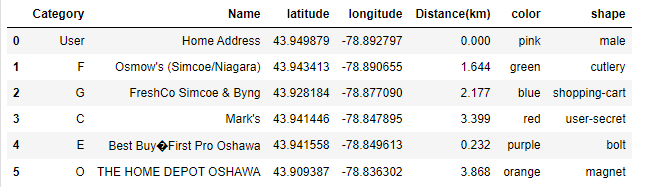 Category Name latitude longitude Distance(km) color shape
0 User Home Address 43.949879 -78.892797 0.000 pink male
1 F Osmow's (Simcoe/Niagara) 43.943413 -78.890655 1.644 green cutlery
2 G FreshCo Simcoe & Byng 43.928184 -78.877090 2.177 blue shopping-cart
3 C Mark's 43.941446 -78.847895 3.399 red user-secret
4 E Best Buy�First Pro Oshawa 43.941558 -78.849613 0.232 purple bolt
5 O THE HOME DEPOT OSHAWA 43.909387 -78.836302 3.868 orange magnet